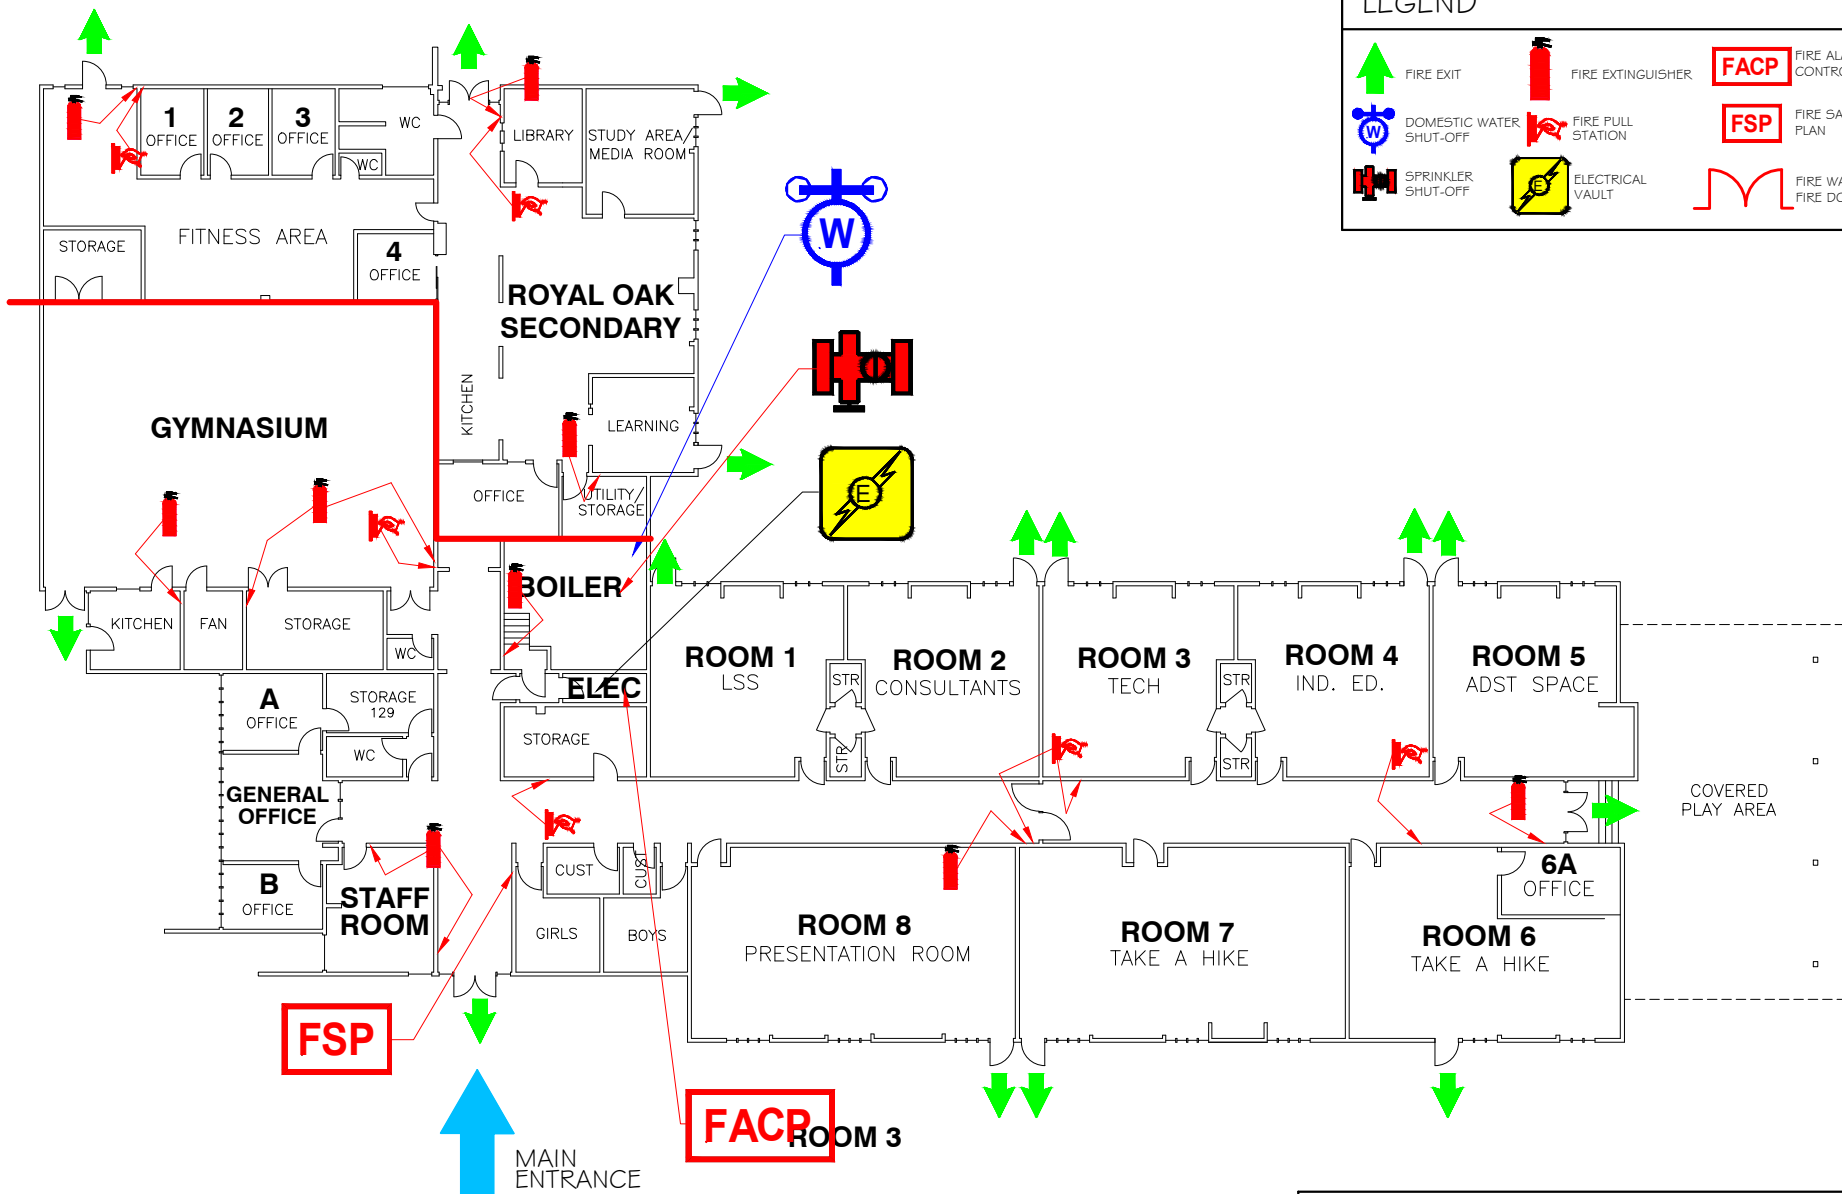 LEGEND
FIRE EXIT
FIRE EXTINGUISHER
FACP
FIRE ALA
CONTRO
W
DOMESTIC WATER
SHUT-OFF
FIRE PULL
STATION
FSP
FIRE SA
PLAN
SPRINKLER
SHUT-OFF
E
ELECTRICAL
VAULT
FIRE WA
FIRE DO
1
OFFICE
2
OFFICE
3
OFFICE
WC
WC
LIBRARY
STUDY AREA/
MEDIA ROOM
STORAGE
FITNESS AREA
4
OFFICE
W
ROYAL OAK
SECONDARY
KITCHEN
GYMNASIUM
LEARNING
OFFICE
UTILITY/
STORAGE
E
BOILER
KITCHEN
FAN
STORAGE
WC
ROOM 1
LSS
STR
STR
ROOM 2
CONSULTANTS
ROOM 3
TECH
STR
STR
ROOM 4
IND. ED.
ROOM 5
ADST SPACE
ELEC
A
OFFICE
STORAGE
129
WC
STORAGE
GENERAL
OFFICE
COVERED
PLAY AREA
B
OFFICE
STAFF
ROOM
CUST
CUST
GIRLS
BOYS
ROOM 8
PRESENTATION ROOM
ROOM 7
TAKE A HIKE
6A
OFFICE
ROOM 6
TAKE A HIKE
FSP
FACP
ROOM 3
MAIN
ENTRANCE